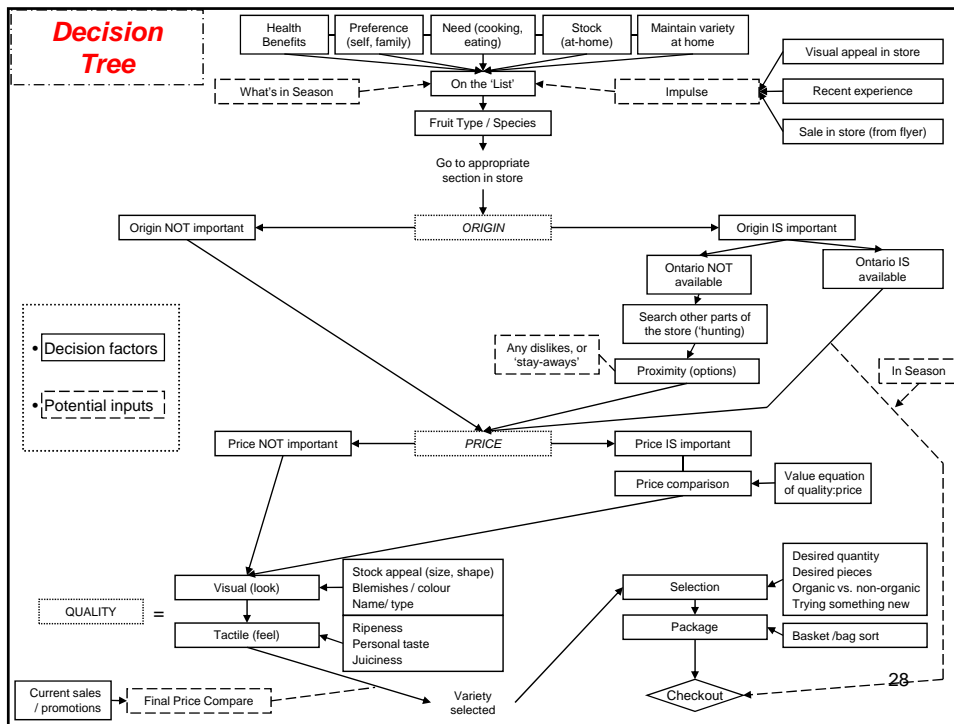 Decision
Tree
Health
Benefits
Preference
(self, family)
Need (cooking,
eating)
Stock
(at-home)
Maintain variety
at home
Visual appeal in store
What's in Season
On the 'List'
Impulse
Recent experience
Fruit Type / Species
Sale in store (from flyer)
Go to appropriate
section in store
Origin NOT important
ORIGIN
Origin IS important
Ontario NOT
available
Ontario IS
available
Search other parts of
the store ('hunting)
• Decision factors
Any dislikes, or
'stay-aways'
Proximity (options)
In Season
• Potential inputs
Price NOT important
PRICE
Price IS important
Price comparison
Value equation
of quality:price
Visual (look)
Stock appeal (size, shape)
Blemishes / colour
Name/ type
Selection
Desired quantity
Desired pieces
Organic vs. non-organic
Trying something new
QUALITY =
Tactile (feel)
Ripeness
Personal taste
Juiciness
Package
Basket /bag sort
Current sales
/ promotions
Final Price Compare
Variety
selected
Checkout
28